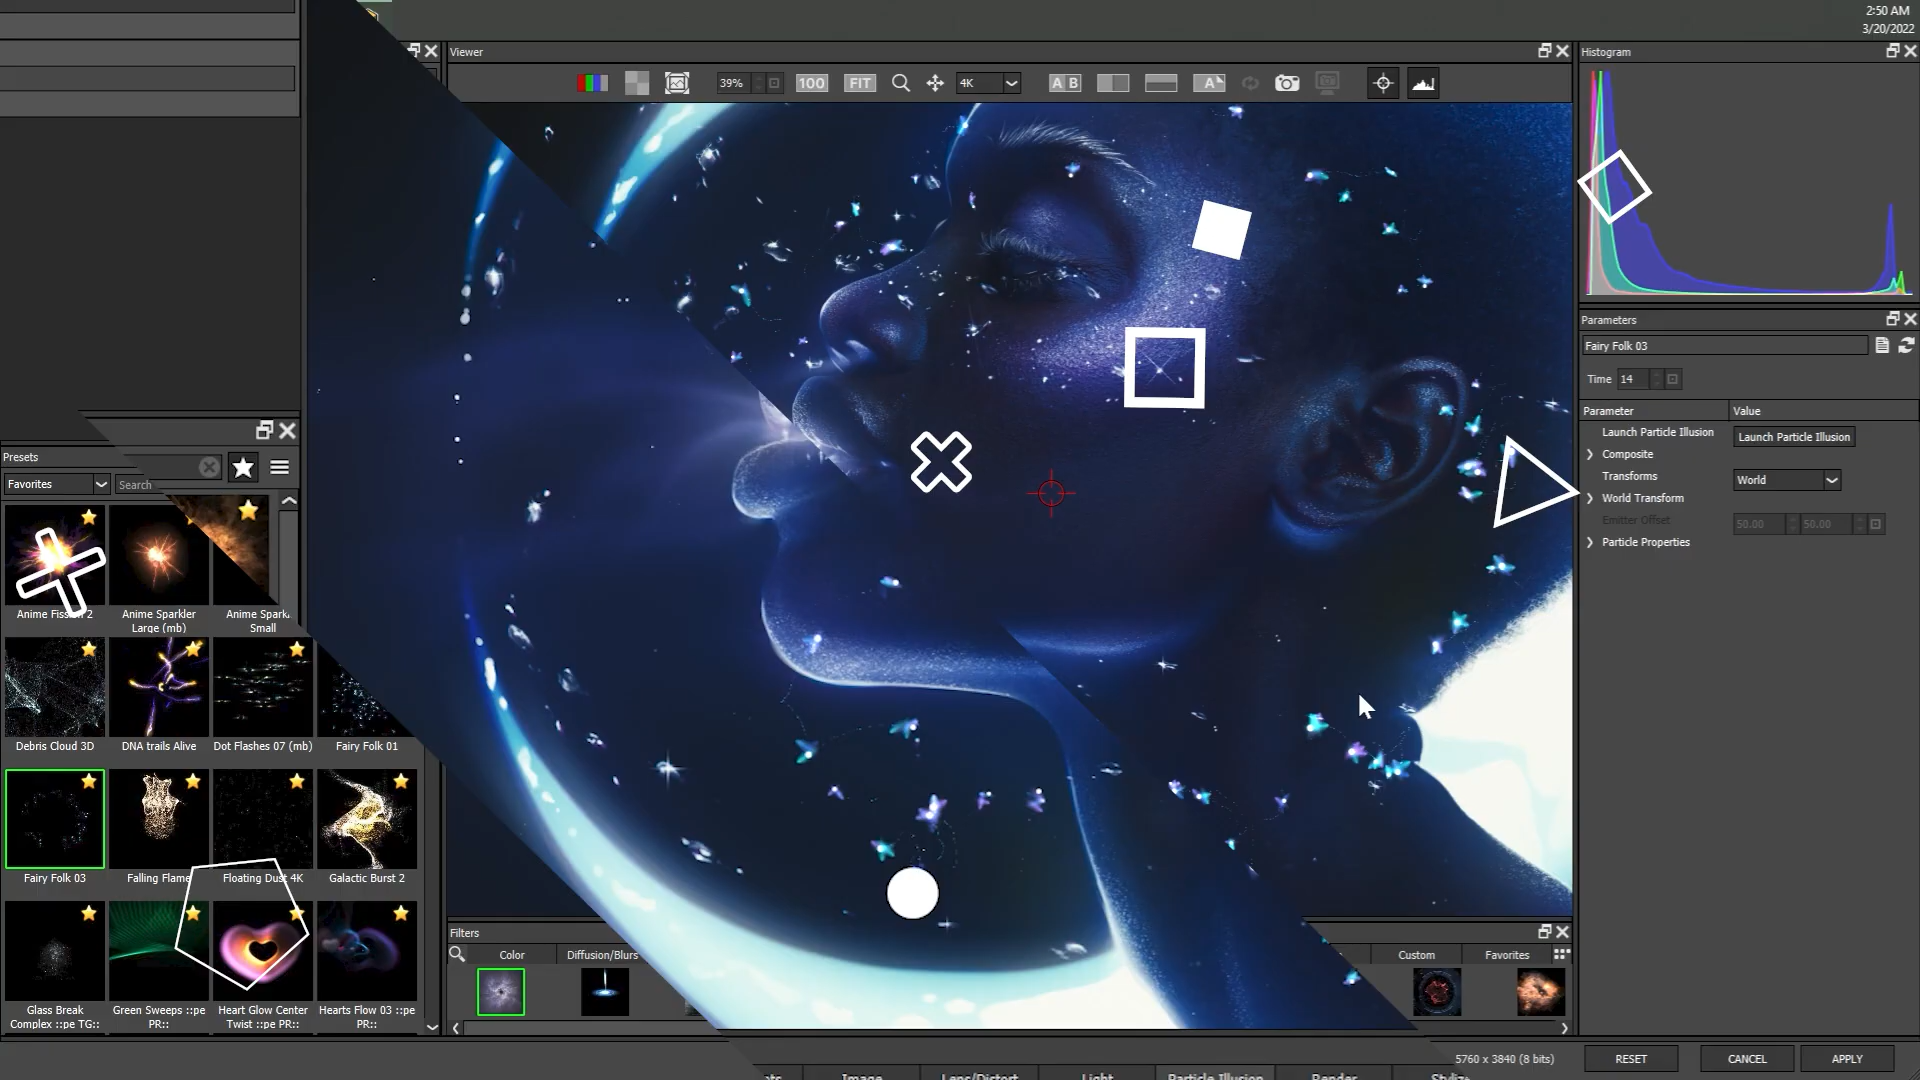 2:50 AM
3/20/2022
Viewer
Histogram
39%
100
FIT
4K
A B
A
Parameters
Fairy Folk 03
Time 14
Parameter Value
Launch Particle Illusion Launch Particle Illusion
Composite
Transforms World
World Transform
Emitter Offset 50.00 50.00
Particle Properties
Presets
Favorites Search
Anime Sparkler
Large (mb)
Small
Debris Cloud 3D DNA trails Alive Dot Flashes 07 (mb) Fairy Folk 01
Fairy Folk 03 Falling Flame Floating Dust 4K Galactic Burst 2
Glass Break
Complex ::pe TG::
Green Sweeps ::pe
PR::
Heart Glow Center
Twist ::pe PR::
Hearts Flow 03 ::pe
PR::
Filters
Color Diffusion/Blurs Custom Favorites
5760 x 3840 (8 bits) RESET CANCEL APPLY
Image Lens/Distort Light Particle Illusion Render